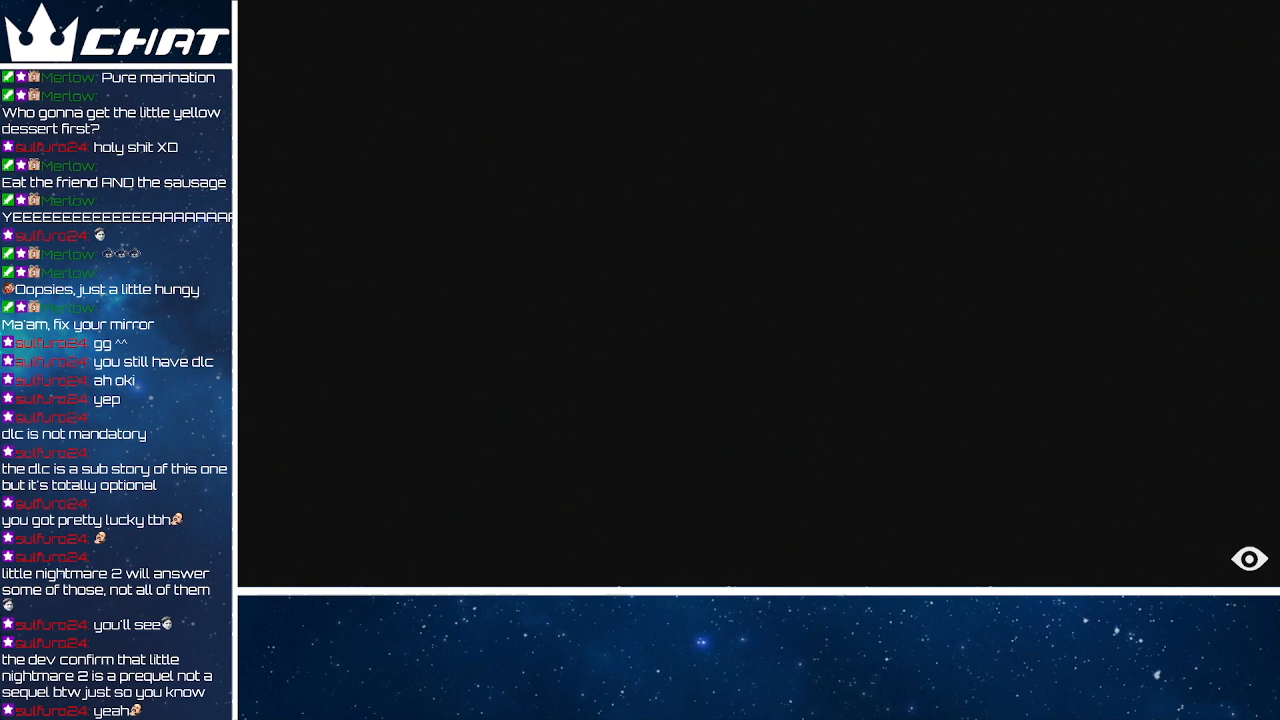 CHAT
Merlow: Pure marination
Merlow:
Who gonna get the little yellow
dessert first?
sulfuro24: holy shit XD
Merlow:
Eat the friend AND the sausage
Merlow:
YEEEEEEEEEEEEEEAAAAAAAA
sulfuro24:
Merlow:
Merlow:
Oopsies, just a little hungy
Merlow:
Ma'am, fix your mirror
sulfuro24: gg ^^
sulfuro24: you still have dlc
sulfuro24: ah oki
sulfuro24: yep
sulfuro24:
dlc is not mandatory
sulfuro24:
the dlc is a sub story of this one
but it's totally optional
sulfuro24:
you got pretty lucky tbh
sulfuro24:
sulfuro24:
little nightmare 2 will answer
some of those, not all of them
sulfuro24: you'll see
sulfuro24:
the dev confirm that little
nightmare 2 is a prequel not a
sequel btw just so you know
sulfuro24: yeah